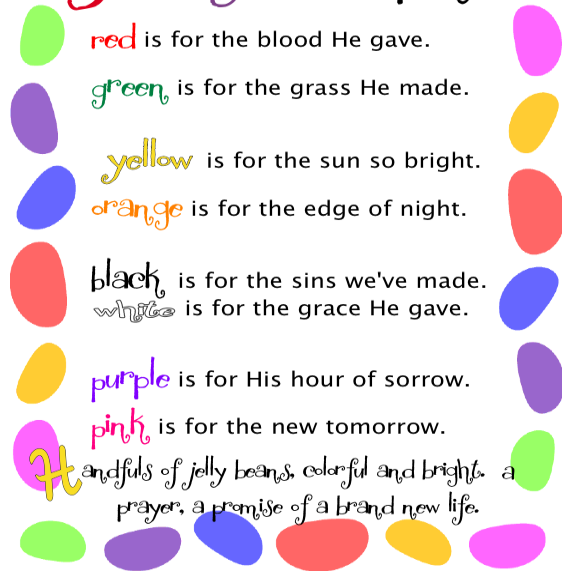 red is for the blood He gave.
green is for the grass He made.
yellow is for the sun so bright.
orange is for the edge of night.
black is for the sins we've made.
white is for the grace He gave.
purple is for His hour of sorrow.
pink is for the new tomorrow.
Handfuls of jelly beans, colorful and bright. a
prayer, a promise of a brand new life.